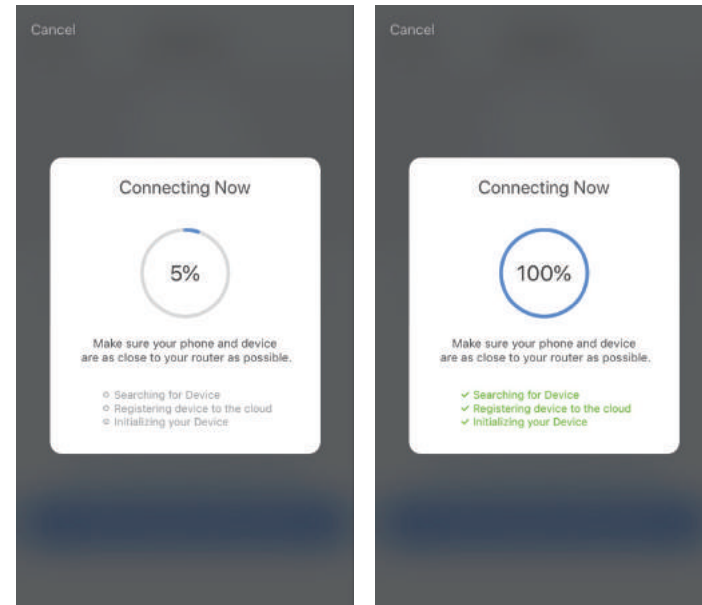 Cancel
Connecting Now
5%
Make sure your phone and device
are as close to your router as possible.
Searching for Device
Registering device to the cloud
Initializing your Device
Cancel
Connecting Now
100%
Make sure your phone and device
are as close to your router as possible.
✓ Searching for Device
✓ Registering device to the cloud
✓ Initializing your Device